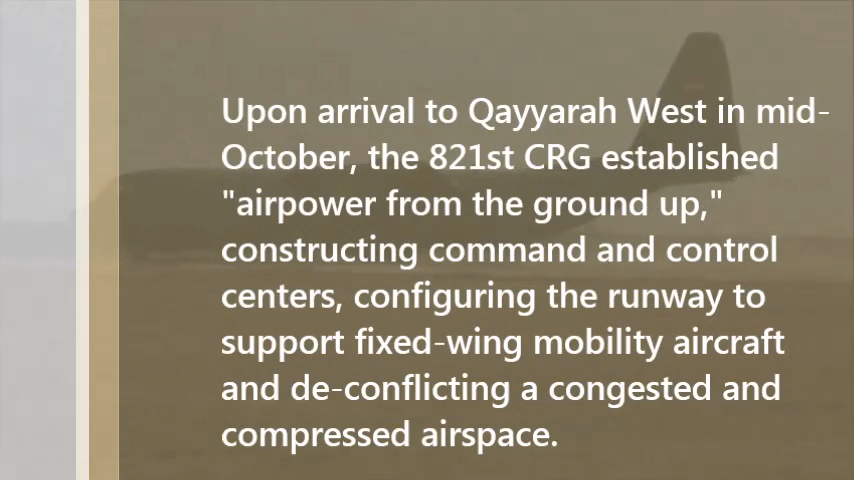 Upon arrival to Qayyarah West in mid-
October, the 821st CRG established
"airpower from the ground up,"
constructing command and control
centers, configuring the runway to
support fixed-wing mobility aircraft
and de-conflicting a congested and
compressed airspace.